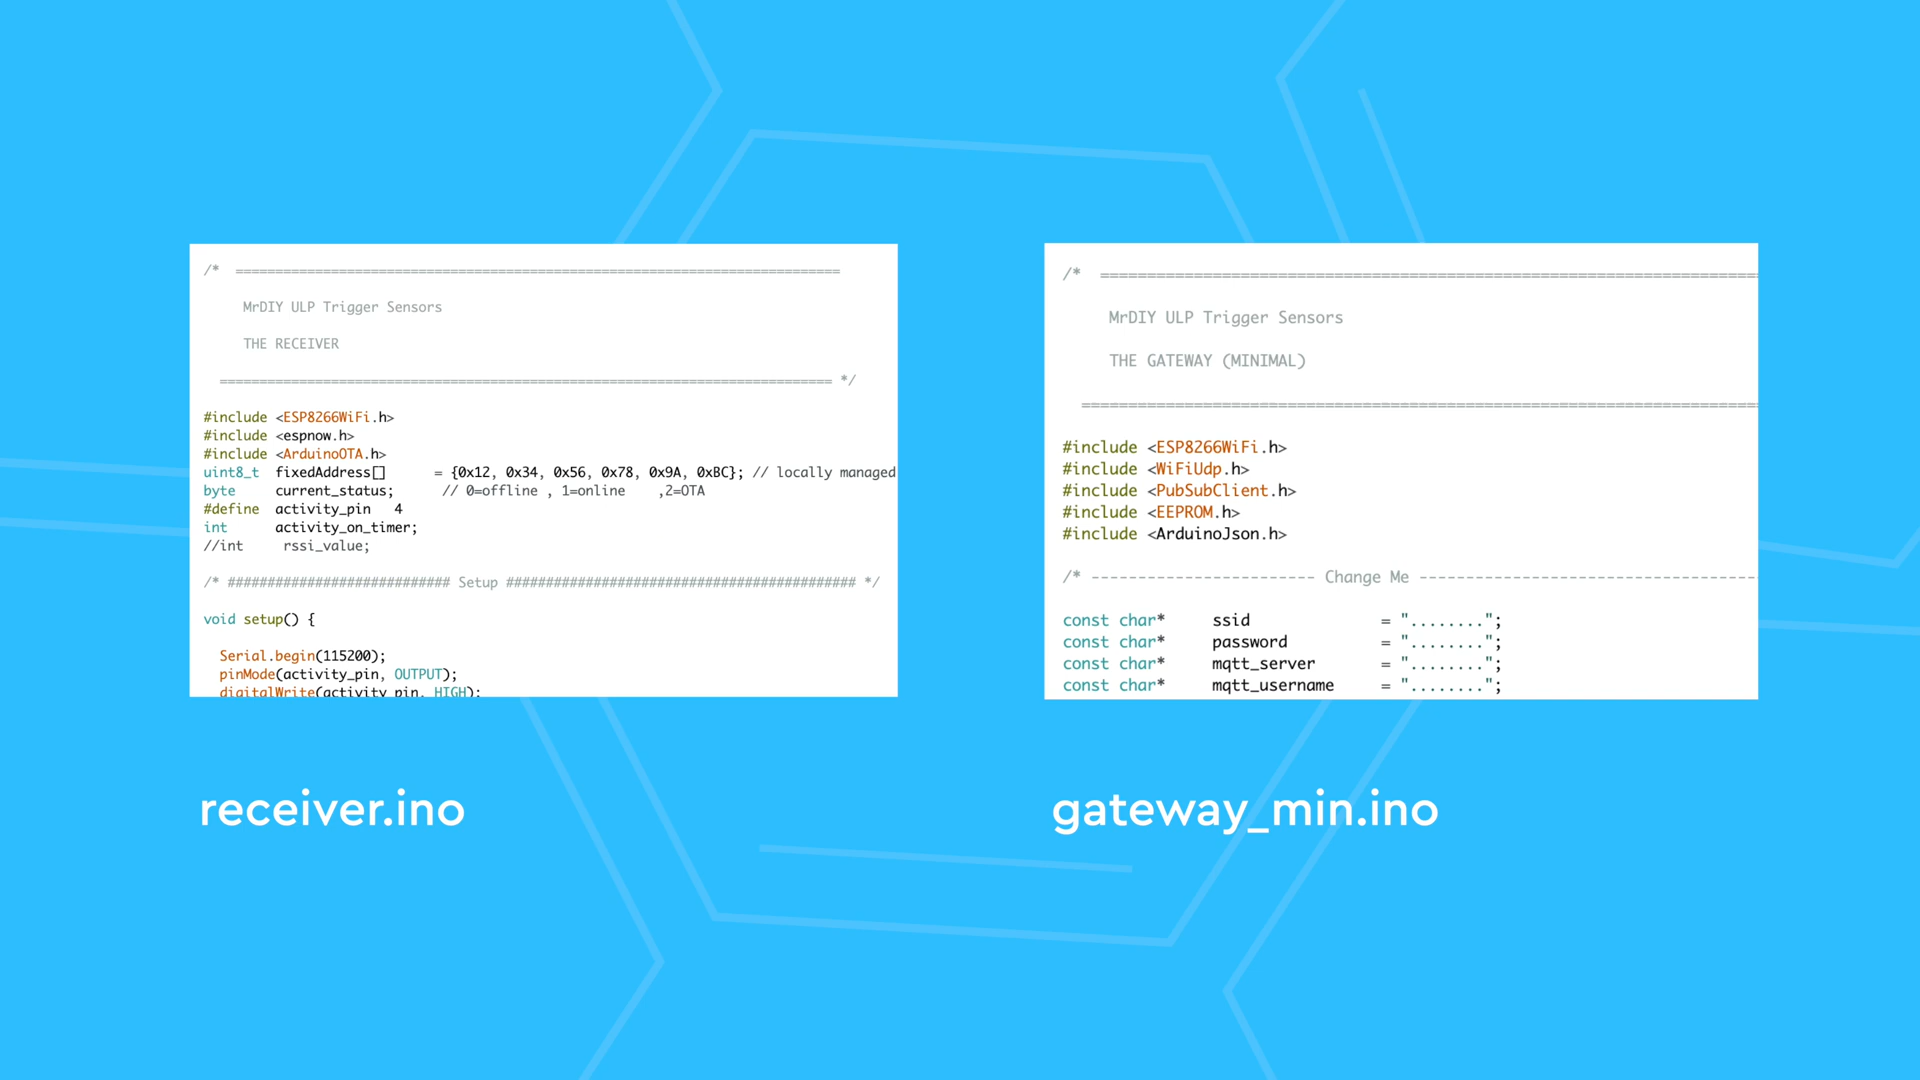 /* ============================================================================
MrDIY ULP Trigger Sensors
THE RECEIVER
============================================================================= */
#include <ESP8266WiFi.h>
#include <espnow.h>
#include <ArduinoOTA.h>
uint8_t fixedAddress[] = {0x12, 0x34, 0x56, 0x78, 0x9A, 0xBC}; // locally managed
byte current_status; // 0=offline , 1=online ,2=OTA
#define activity_pin 4
int activity_on_timer;
//int rssi_value;
/* ############################ Setup ############################################ */
void setup() {
Serial.begin(115200);
pinMode(activity_pin, OUTPUT);
digitalWrite(activity_pin, HIGH);
receiver.ino
/* ======================================================================
MrDIY ULP Trigger Sensors
THE GATEWAY (MINIMAL)
========================================================================
#include <ESP8266WiFi.h>
#include <WiFiUdp.h>
#include <PubSubClient.h>
#include <EEPROM.h>
#include <ArduinoJson.h>
/* ------------------------ Change Me ------------------------------------
const char* ssid = "........";
const char* password = "........";
const char* mqtt_server = "........";
const char* mqtt_username = "........";
gateway_min.ino